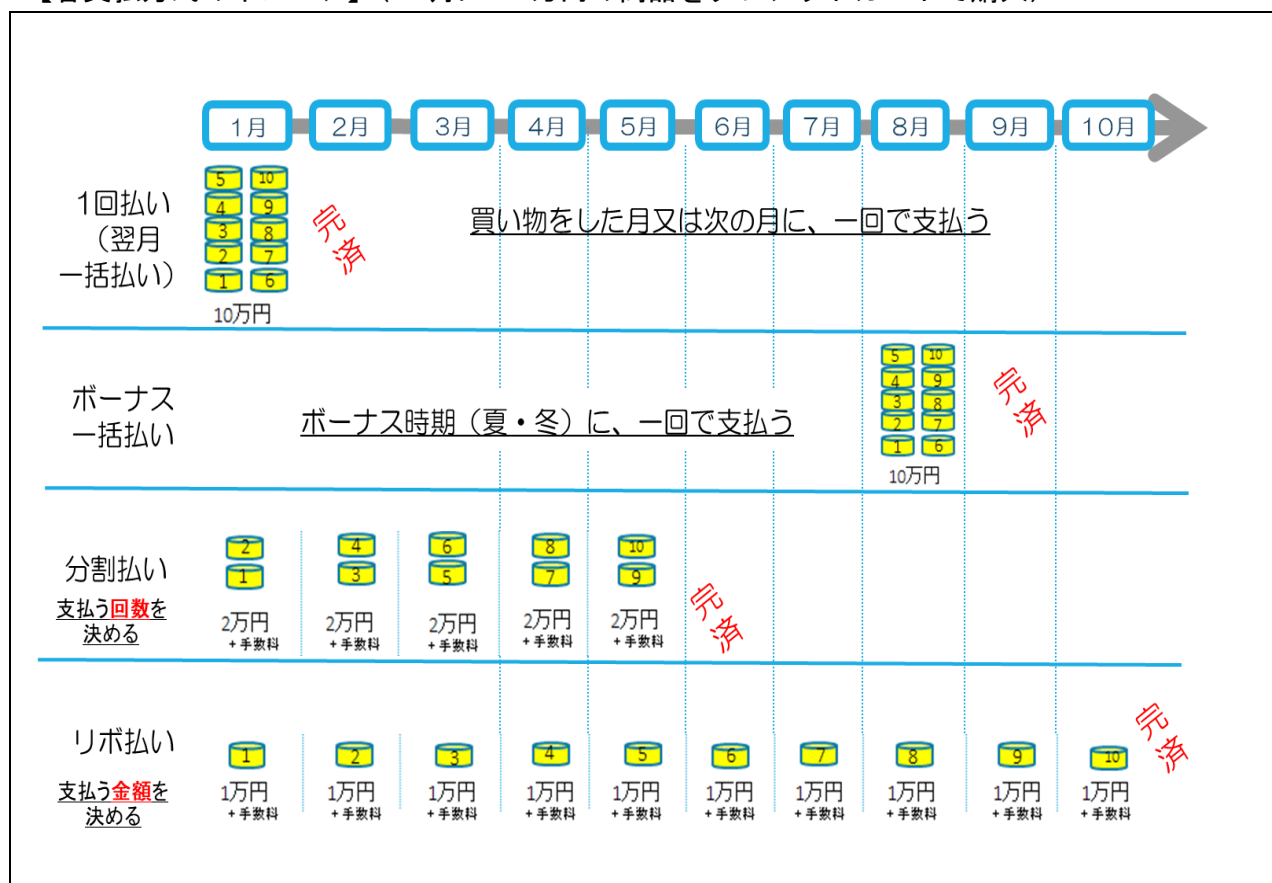 1月 2月 3月 4月 5月 6月 7月 8月 9月 10月
1回払い
（翌月
一括払い）
5 10
4 9
3 8
2 7
1 6
10万円
完済
買い物をした月又は次の月に、一回で支払う
ボーナス
一括払い
ボーナス時期（夏・冬）に、一回で支払う
5 10
4 9
3 8
2 7
1 6
10万円
完済
分割払い
支払う回数を
決める
2 4 6 8 10
1 3 5 7 9
2万円 2万円 2万円 2万円 2万円
+手数料 +手数料 +手数料 +手数料 +手数料
完済
リボ払い
支払う金額を
決める
1 2 3 4 5 6 7 8 9 10
1万円 1万円 1万円 1万円 1万円 1万円 1万円 1万円 1万円 1万円
+手数料 +手数料 +手数料 +手数料 +手数料 +手数料 +手数料 +手数料 +手数料 +手数料
完済